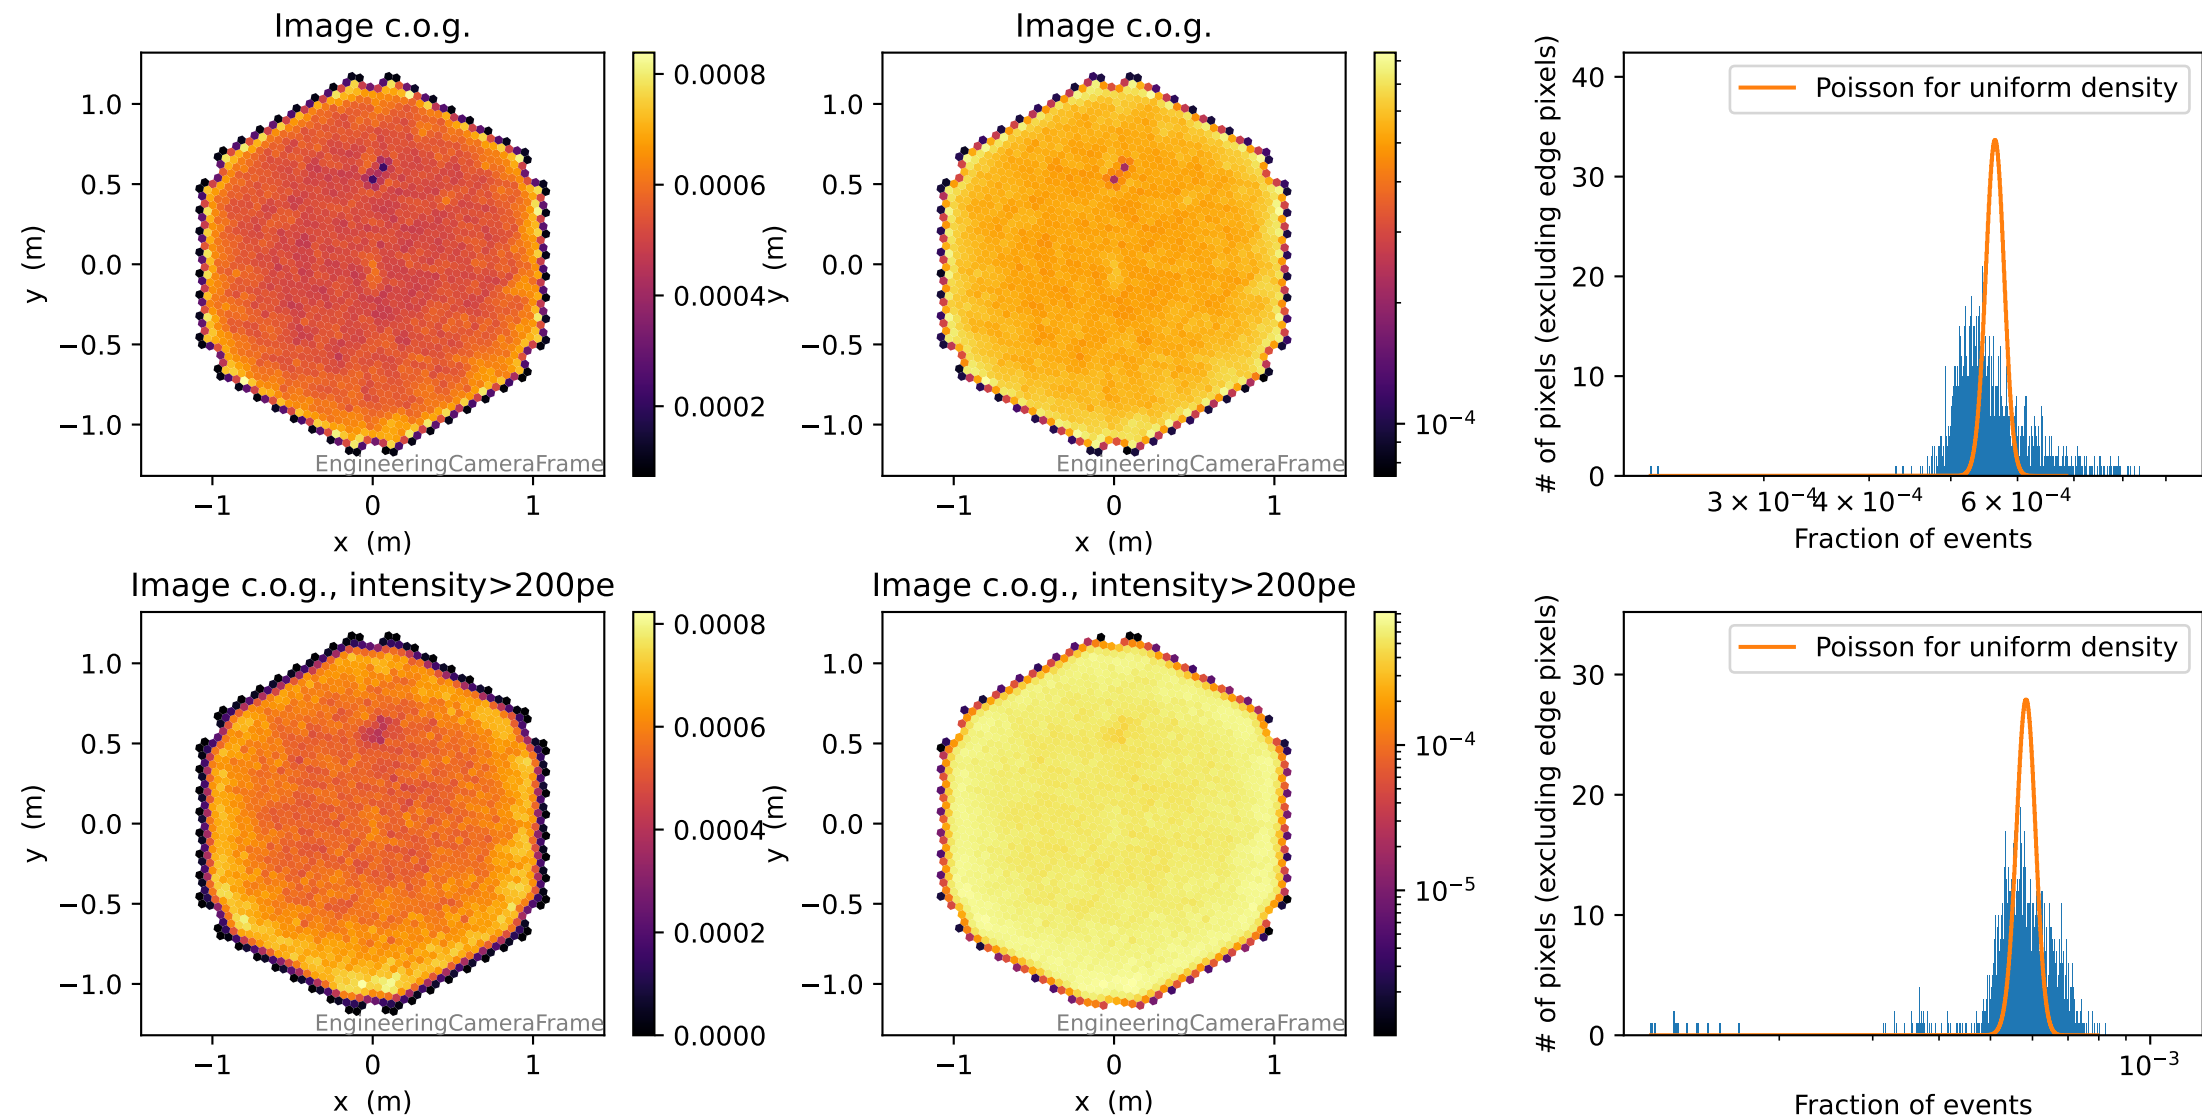 Image c.o.g.
1.0
0.5
0.0
−0.5
−1.0
−1
0
1
x (m)
y (m)
EngineeringCameraFrame
0.0008
0.0006
0.0004
0.0002
Image c.o.g.
1.0
0.5
0.0
−0.5
−1.0
−1
0
1
x (m)
y (m)
EngineeringCameraFrame
10⁻⁴
# of pixels (excluding edge pixels)
40
30
20
10
0
Poisson for uniform density
3 × 10⁻⁴
4 × 10⁻⁴
6 × 10⁻⁴
Fraction of events
Image c.o.g., intensity>200pe
1.0
0.5
0.0
−0.5
−1.0
−1
0
1
x (m)
y (m)
EngineeringCameraFrame
0.0008
0.0006
0.0004
0.0002
0.0000
Image c.o.g., intensity>200pe
1.0
0.5
0.0
−0.5
−1.0
−1
0
1
x (m)
y (m)
EngineeringCameraFrame
10⁻⁴
10⁻⁵
# of pixels (excluding edge pixels)
30
20
10
0
Poisson for uniform density
10⁻³
Fraction of events